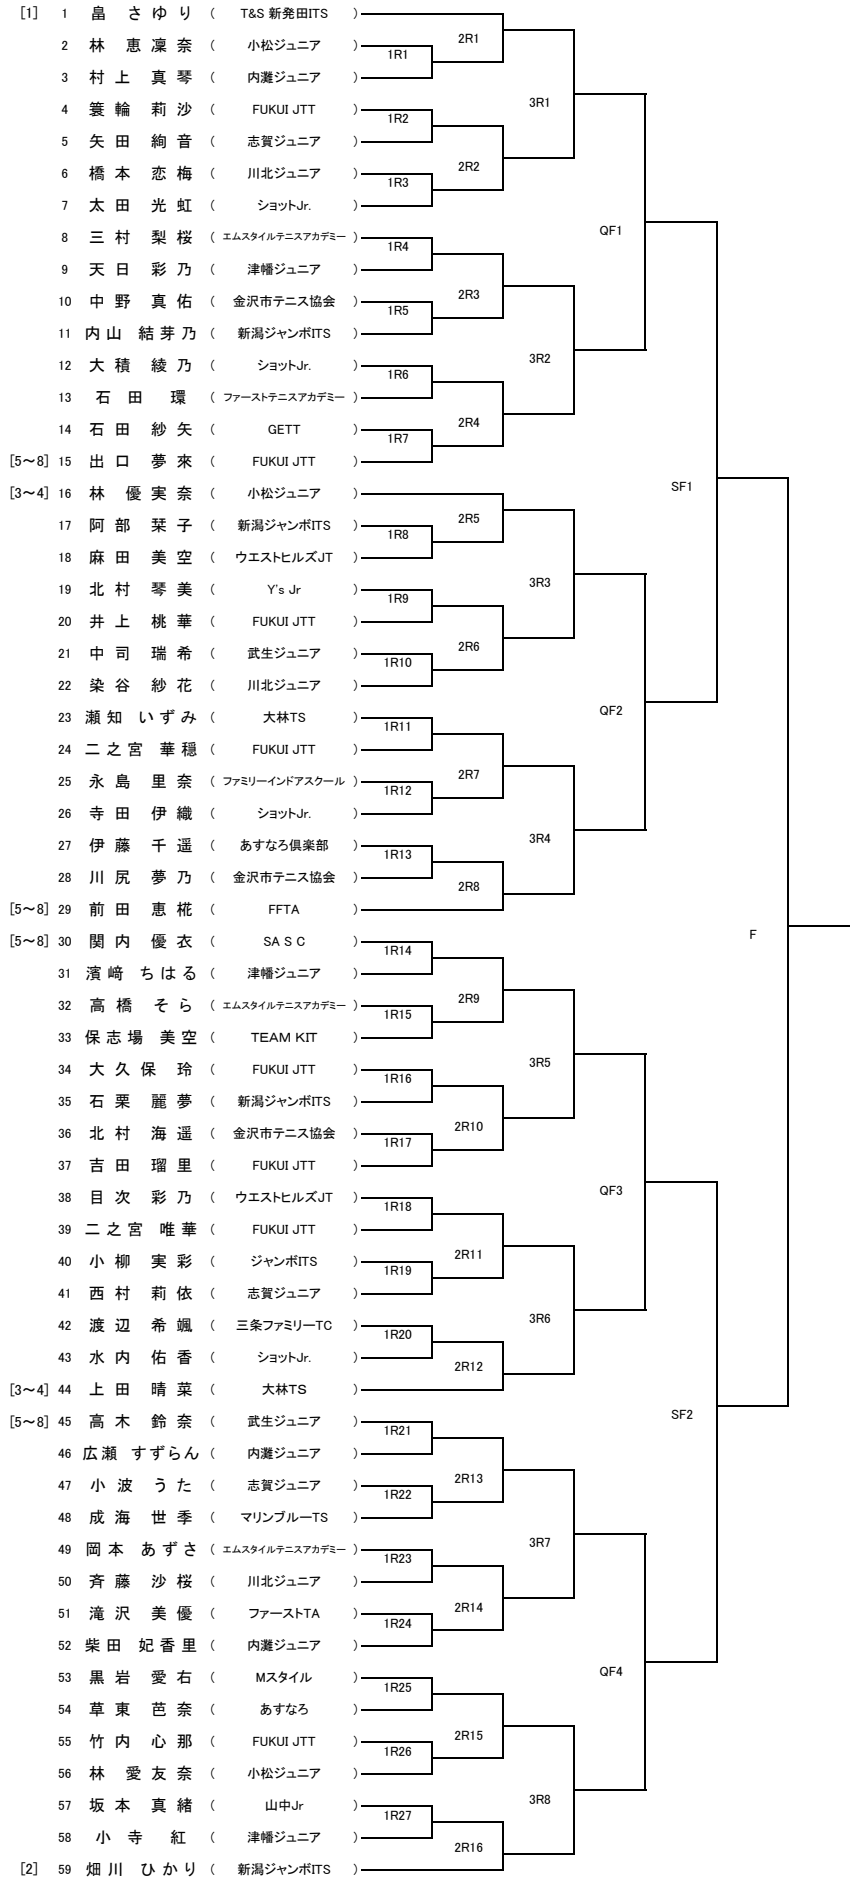 [1] 1 畠 さゆり ( T&S 新発田ITS )
2 林 恵凜奈 ( 小松ジュニア )
3 村上 真琴 ( 内灘ジュニア )
4 簑輪 莉沙 ( FUKUI JTT )
5 矢田 絢音 ( 志賀ジュニア )
6 橋本 恋梅 ( 川北ジュニア )
7 太田 光虹 ( ショットJr. )
8 三村 梨桜 ( エムスタイルテニスアカデミー )
9 天日 彩乃 ( 津幡ジュニア )
10 中野 真佑 ( 金沢市テニス協会 )
11 内山 結芽乃 ( 新潟ジャンボITS )
12 大積 綾乃 ( ショットJr. )
13 石田 環 ( ファーストテニスアカデミー )
14 石田 紗矢 ( GETT )
[5～8] 15 出口 夢來 ( FUKUI JTT )
[3～4] 16 林 優実奈 ( 小松ジュニア )
17 阿部 栞子 ( 新潟ジャンボITS )
18 麻田 美空 ( ウエストヒルズJT )
19 北村 琴美 ( Y's Jr )
20 井上 桃華 ( FUKUI JTT )
21 中司 瑞希 ( 武生ジュニア )
22 染谷 紗花 ( 川北ジュニア )
23 瀬知 いずみ ( 大林TS )
24 二之宮 華穏 ( FUKUI JTT )
25 永島 里奈 ( ファミリーインドアスクール )
26 寺田 伊織 ( ショットJr. )
27 伊藤 千遥 ( あすなろ倶楽部 )
28 川尻 夢乃 ( 金沢市テニス協会 )
[5～8] 29 前田 恵椛 ( FFTA )
[5～8] 30 関内 優衣 ( SA S C )
31 濱﨑 ちはる ( 津幡ジュニア )
32 高橋 そら ( エムスタイルテニスアカデミー )
33 保志場 美空 ( TEAM KIT )
34 大久保 玲 ( FUKUI JTT )
35 石栗 麗夢 ( 新潟ジャンボITS )
36 北村 海遥 ( 金沢市テニス協会 )
37 吉田 瑠里 ( FUKUI JTT )
38 目次 彩乃 ( ウエストヒルズJT )
39 二之宮 唯華 ( FUKUI JTT )
40 小柳 実彩 ( ジャンボITS )
41 西村 莉依 ( 志賀ジュニア )
42 渡辺 希颯 ( 三条ファミリーTC )
43 水内 佑香 ( ショットJr. )
[3～4] 44 上田 晴菜 ( 大林TS )
[5～8] 45 高木 鈴奈 ( 武生ジュニア )
46 広瀬 すずらん ( 内灘ジュニア )
47 小波 うた ( 志賀ジュニア )
48 成海 世季 ( マリンブルーTS )
49 岡本 あずさ ( エムスタイルテニスアカデミー )
50 斉藤 沙桜 ( 川北ジュニア )
51 滝沢 美優 ( ファーストTA )
52 柴田 妃香里 ( 内灘ジュニア )
53 黒岩 愛右 ( Mスタイル )
54 草東 芭奈 ( あすなろ )
55 竹内 心那 ( FUKUI JTT )
56 林 愛友奈 ( 小松ジュニア )
57 坂本 真緒 ( 山中Jr )
58 小寺 紅 ( 津幡ジュニア )
[2] 59 畑川 ひかり ( 新潟ジャンボITS )
1R1
1R2
1R3
1R4
1R5
1R6
1R7
1R8
1R9
1R10
1R11
1R12
1R13
1R14
1R15
1R16
1R17
1R18
1R19
1R20
1R21
1R22
1R23
1R24
1R25
1R26
1R27
2R1
2R2
2R3
2R4
2R5
2R6
2R7
2R8
2R9
2R10
2R11
2R12
2R13
2R14
2R15
2R16
3R1
3R2
3R3
3R4
3R5
3R6
3R7
3R8
QF1
QF2
QF3
QF4
SF1
SF2
F